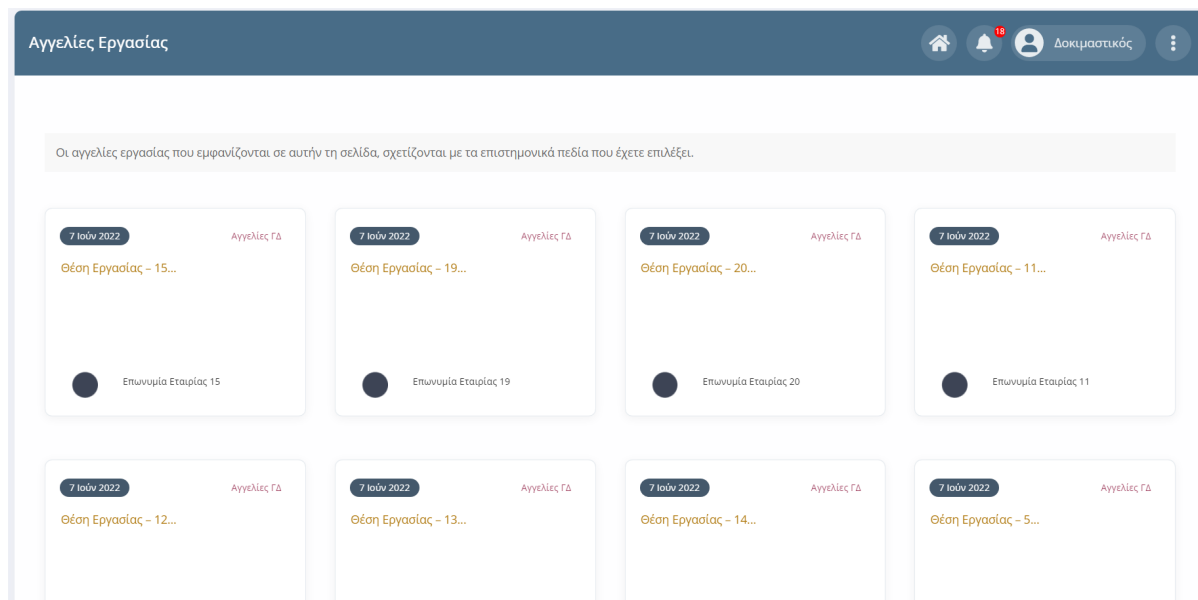 Αγγελίες Εργασίας
18
Δοκιμαστικός
Οι αγγελίες εργασίας που εμφανίζονται σε αυτήν τη σελίδα, σχετίζονται με τα επιστημονικά πεδία που έχετε επιλέξει.
7 Ιούν 2022 Αγγελίες ΓΔ 7 Ιούν 2022 Αγγελίες ΓΔ 7 Ιούν 2022 Αγγελίες ΓΔ 7 Ιούν 2022 Αγγελίες ΓΔ
Θέση Εργασίας – 15... Θέση Εργασίας – 19... Θέση Εργασίας – 20... Θέση Εργασίας – 11...
Επωνυμία Εταιρίας 15 Επωνυμία Εταιρίας 19 Επωνυμία Εταιρίας 20 Επωνυμία Εταιρίας 11
7 Ιούν 2022 Αγγελίες ΓΔ 7 Ιούν 2022 Αγγελίες ΓΔ 7 Ιούν 2022 Αγγελίες ΓΔ 7 Ιούν 2022 Αγγελίες ΓΔ
Θέση Εργασίας – 12... Θέση Εργασίας – 13... Θέση Εργασίας – 14... Θέση Εργασίας – 5...